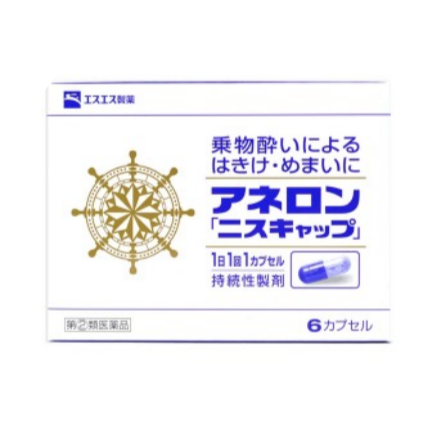 エスエス製薬
乗物酔いによる
はきけ・めまいに
アネロン
「ニスキャップ」
1日1回1カプセル
持続性製剤
指定②類医薬品
6カプセル